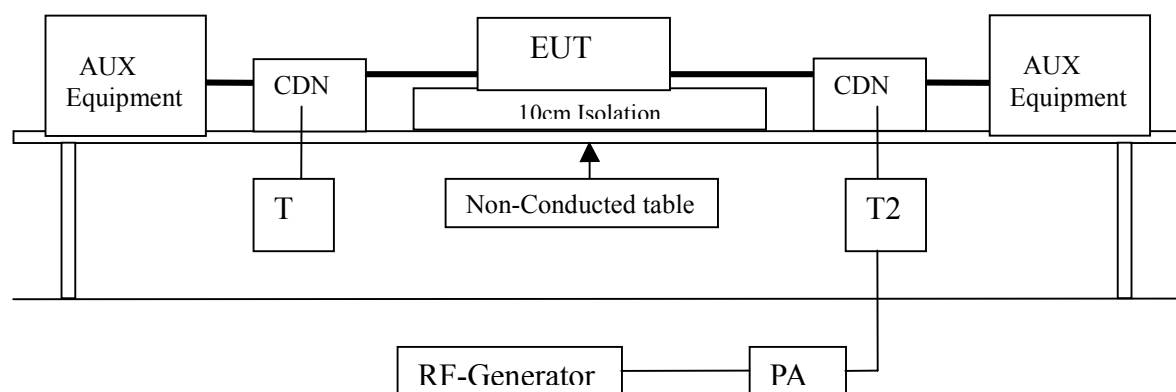 EUT
AUX
Equipment
CDN
CDN
AUX
Equipment
10cm Isolation
T
Non-Conducted table
T2
RF-Generator
PA